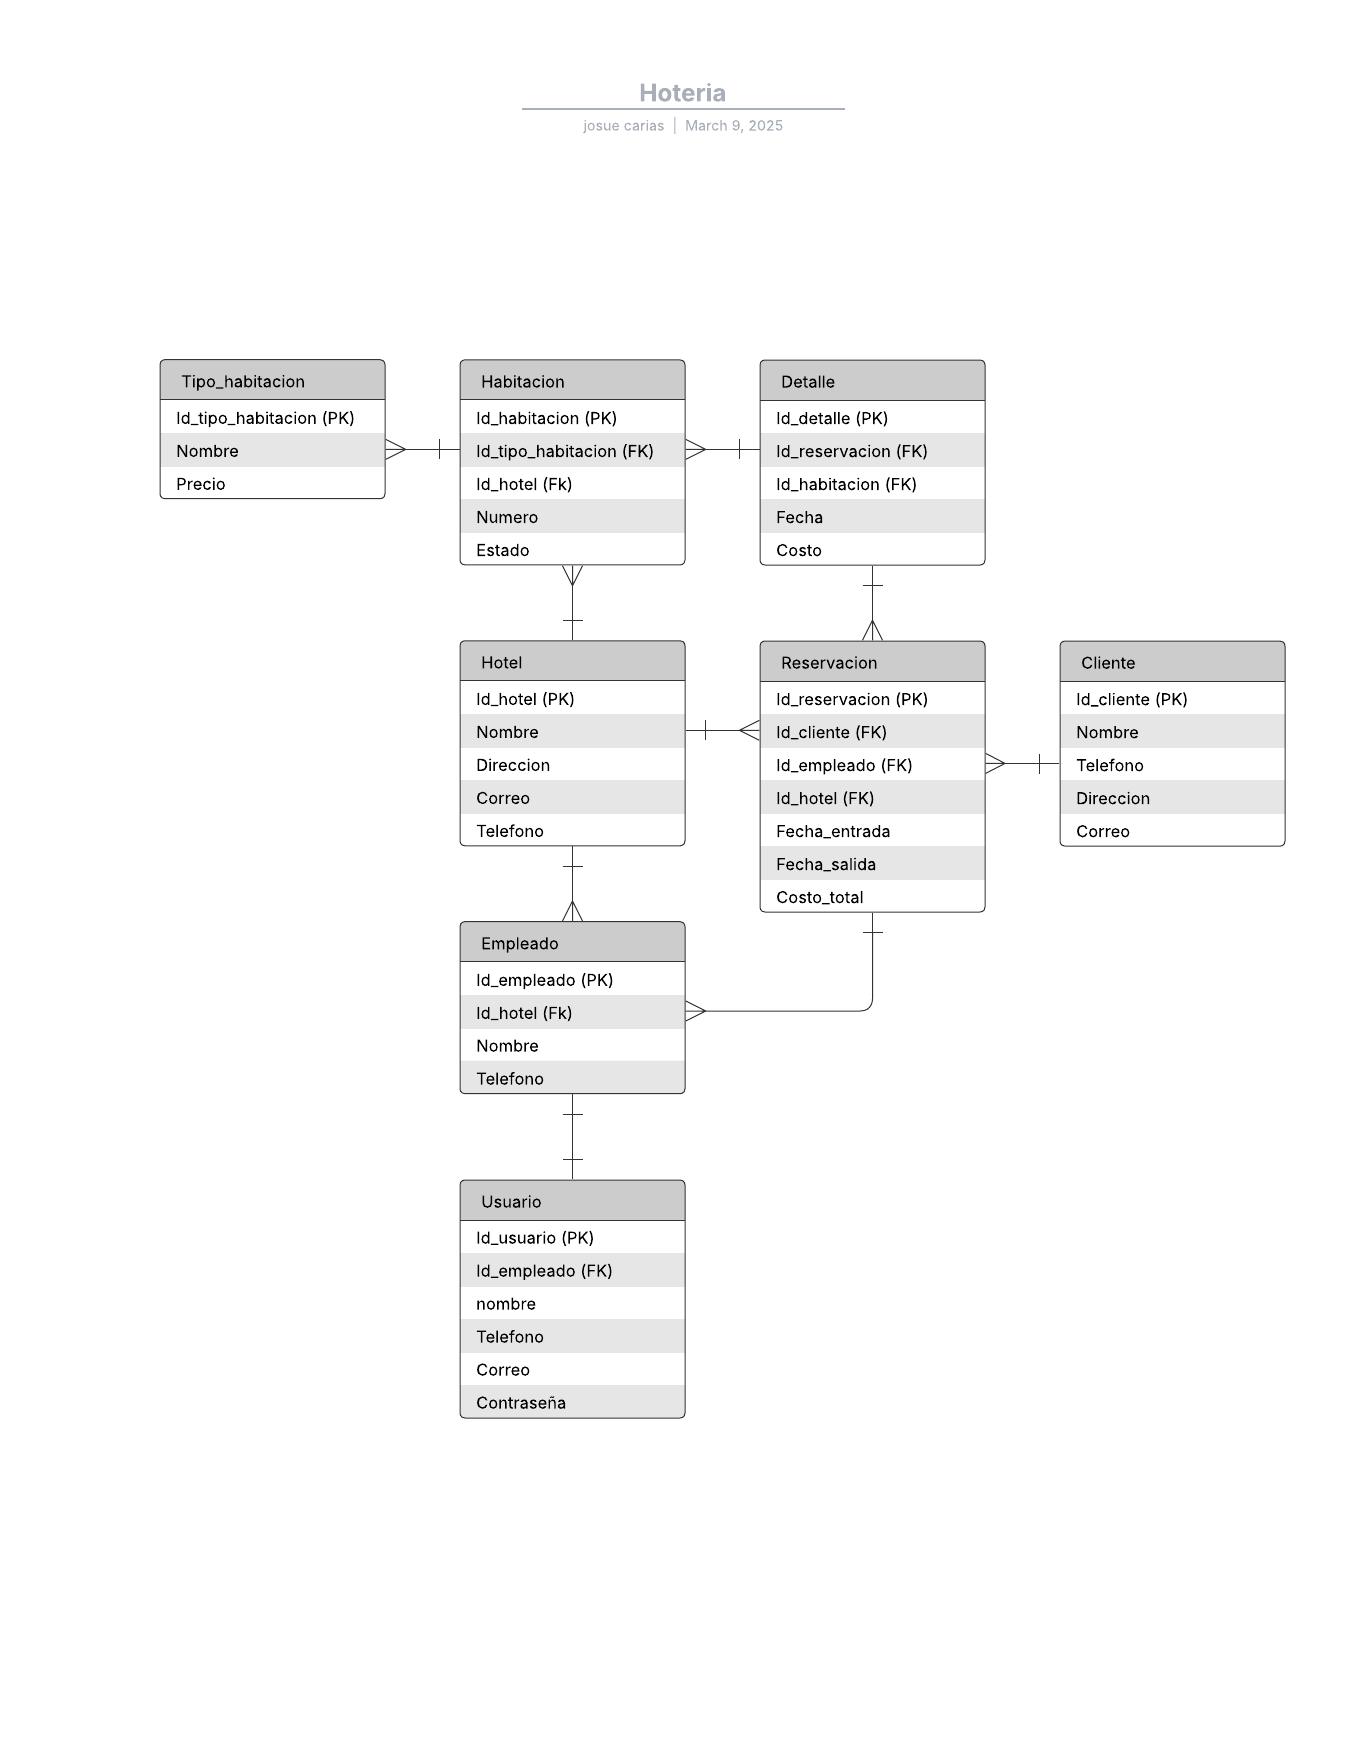 Hoteria
josue carias | March 9, 2025
Tipo_habitacion
Id_tipo_habitacion (PK)
Nombre
Precio
Habitacion
Id_habitacion (PK)
Id_tipo_habitacion (FK)
Id_hotel (Fk)
Numero
Estado
Detalle
Id_detalle (PK)
Id_reservacion (FK)
Id_habitacion (FK)
Fecha
Costo
Hotel
Id_hotel (PK)
Nombre
Direccion
Correo
Telefono
Reservacion
Id_reservacion (PK)
Id_cliente (FK)
Id_empleado (FK)
Id_hotel (FK)
Fecha_entrada
Fecha_salida
Costo_total
Cliente
Id_cliente (PK)
Nombre
Telefono
Direccion
Correo
Empleado
Id_empleado (PK)
Id_hotel (Fk)
Nombre
Telefono
Usuario
Id_usuario (PK)
Id_empleado (FK)
nombre
Telefono
Correo
Contraseña